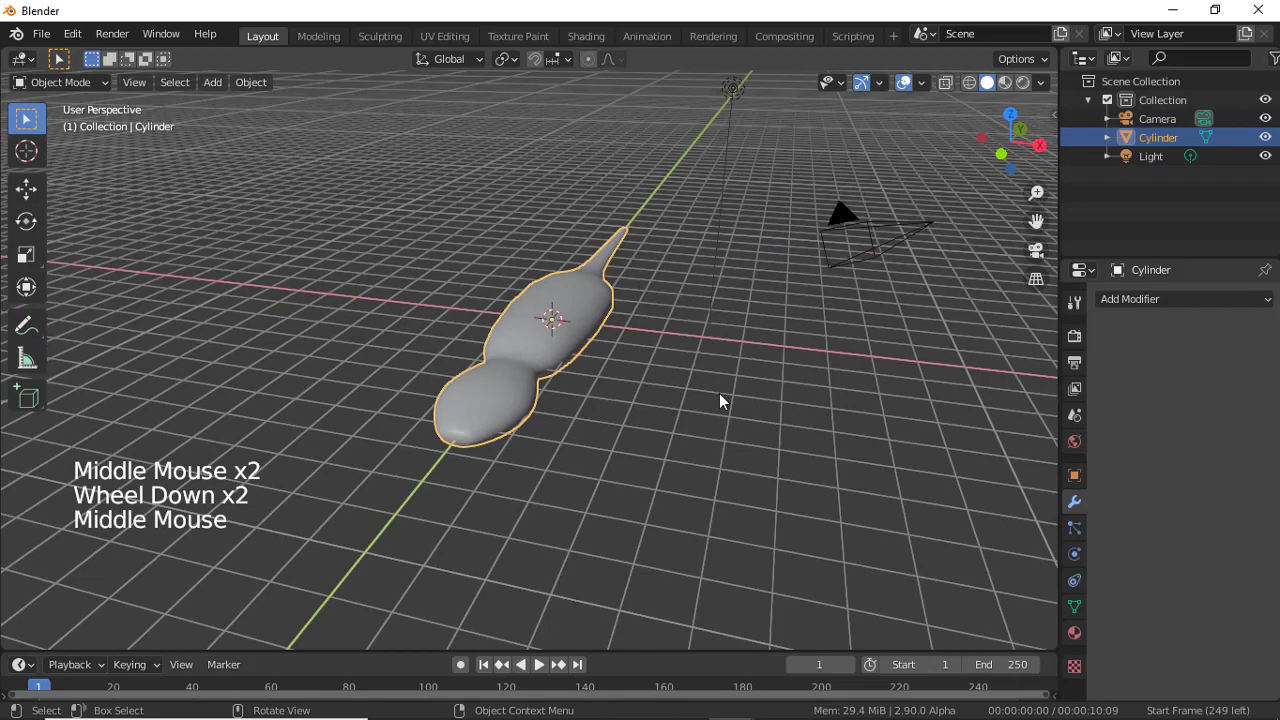 Blender
File Edit Render Window Help Layout Modeling Sculpting UV Editing Texture Paint Shading Animation Rendering Compositing Scripting Scene View Layer
Global Options
Object Mode View Select Add Object
User Perspective
(1) Collection | Cylinder
Z
Y
X
Scene Collection
Collection
Camera
Cylinder
Light
Cylinder
Add Modifier
Middle Mouse x2
Wheel Down x2
Middle Mouse
Playback Keying View Marker 1 Start 1 End 250
1 20 40 60 80 100 120 140 160 180 200 220 240
Select Box Select Rotate View Object Context Menu Mem: 29.4 MiB | 2.90.0 Alpha 00:00:00:00 / 00:00:10:09 Start Frame (249 left)